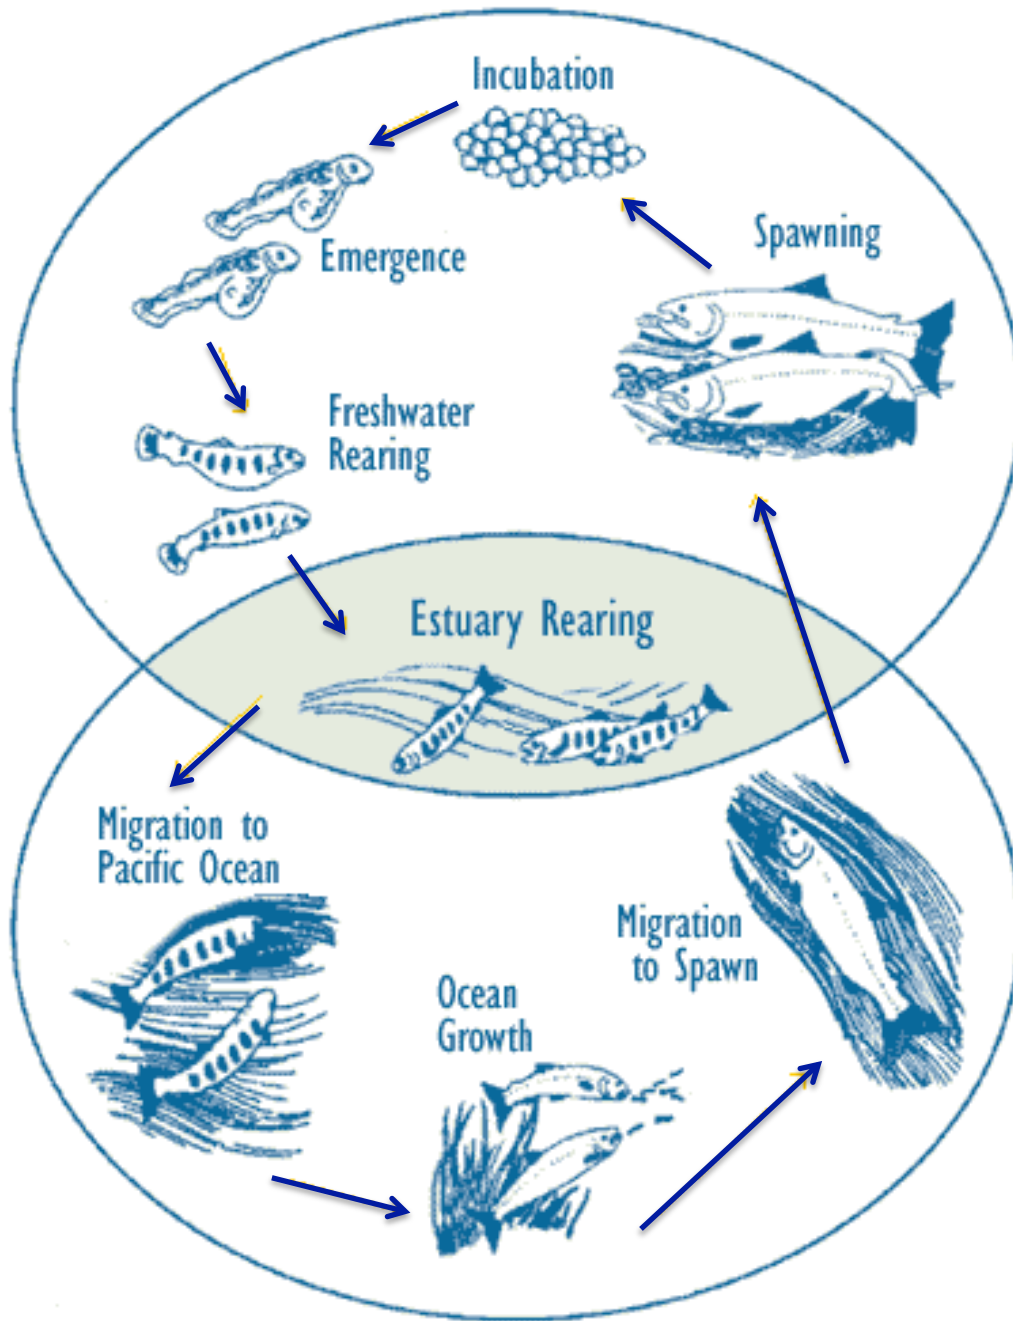 Incubation
Spawning
Emergence
Freshwater
Rearing
Estuary Rearing
Migration to
Pacific Ocean
Migration
to Spawn
Ocean
Growth